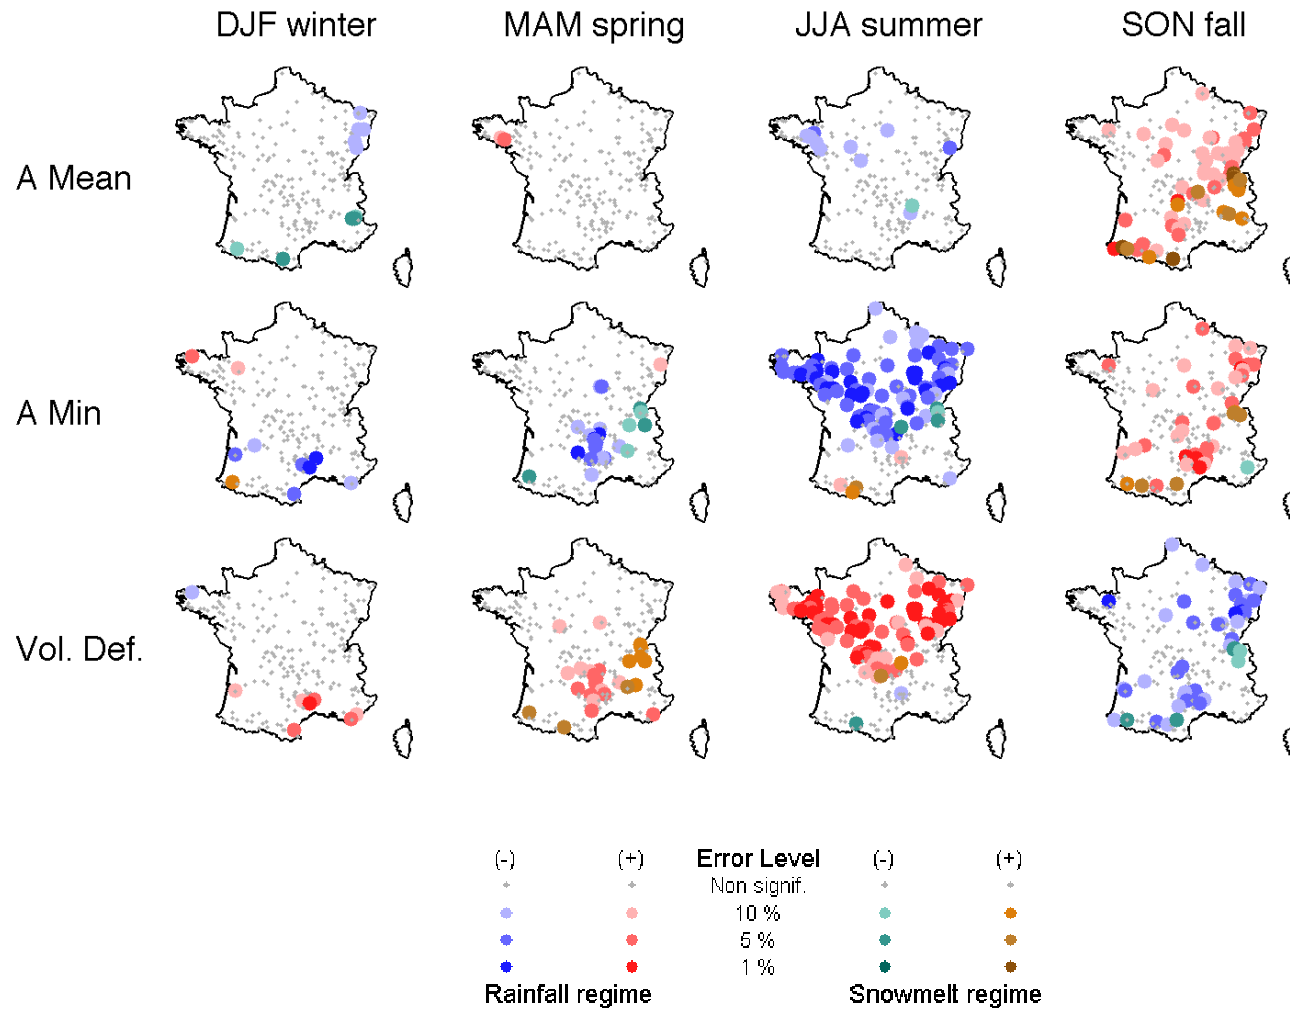 DJF winter MAM spring JJA summer SON fall
A Mean
A Min
Vol. Def.
(-) (+) Error Level (-) (+)
Non signif.
10 %
5 %
1 %
Rainfall regime Snowmelt regime